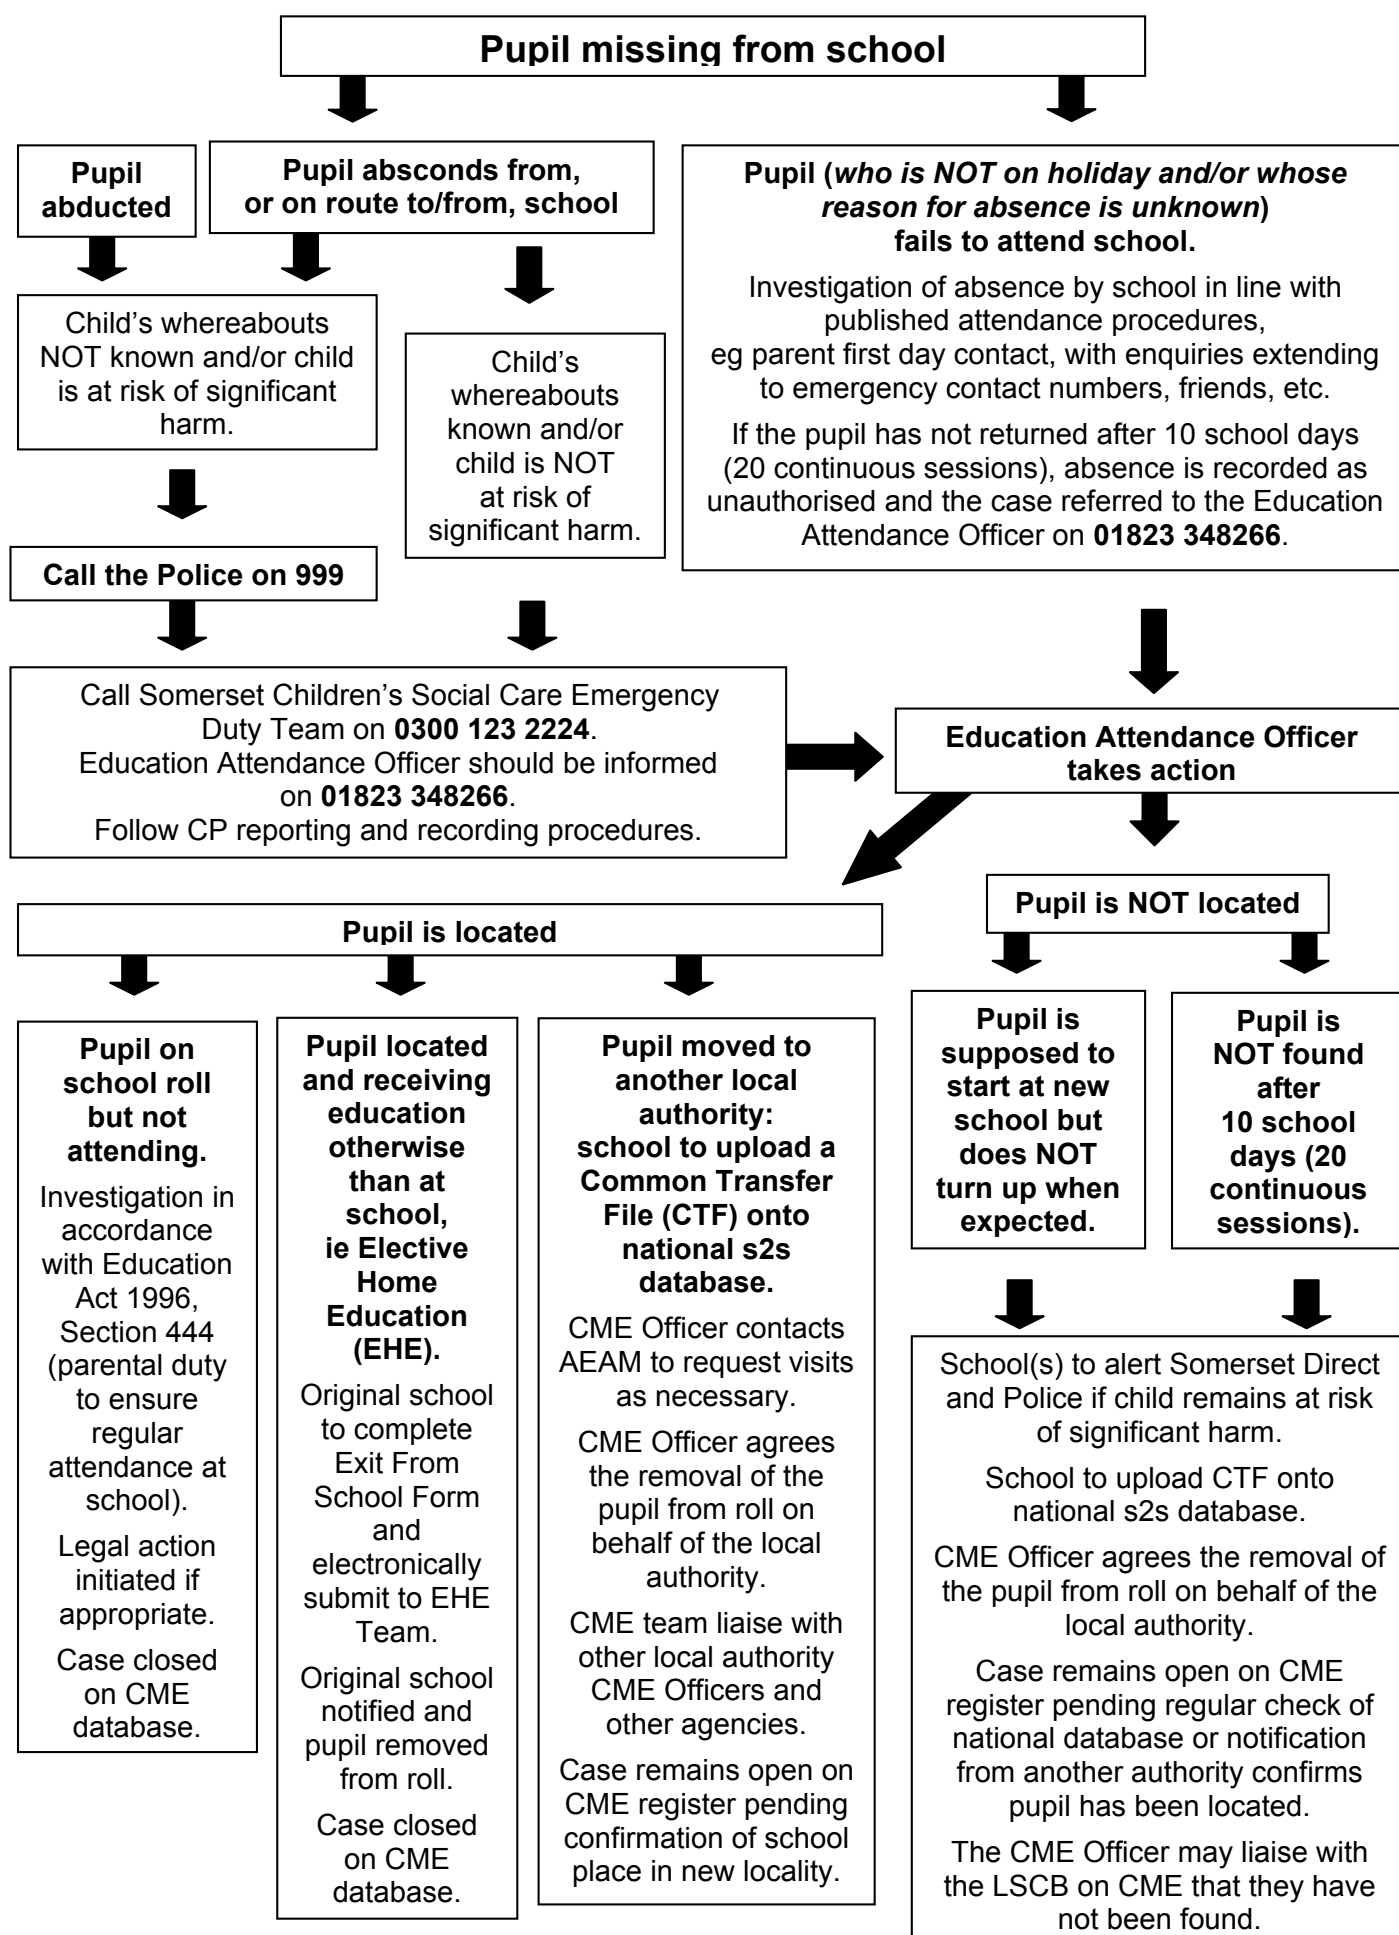 Pupil missing from school
Pupil
abducted
Pupil absconds from,
or on route to/from, school
Pupil (who is NOT on holiday and/or whose
reason for absence is unknown)
fails to attend school.
Investigation of absence by school in line with
published attendance procedures,
eg parent first day contact, with enquiries extending
to emergency contact numbers, friends, etc.
If the pupil has not returned after 10 school days
(20 continuous sessions), absence is recorded as
unauthorised and the case referred to the Education
Attendance Officer on 01823 348266.
Child’s whereabouts
NOT known and/or child
is at risk of significant
harm.
Child’s
whereabouts
known and/or
child is NOT
at risk of
significant harm.
Call the Police on 999
Call Somerset Children’s Social Care Emergency
Duty Team on 0300 123 2224.
Education Attendance Officer should be informed
on 01823 348266.
Follow CP reporting and recording procedures.
Education Attendance Officer
takes action
Pupil is located
Pupil is NOT located
Pupil on
school roll
but not
attending.
Investigation in
accordance
with Education
Act 1996,
Section 444
(parental duty
to ensure
regular
attendance at
school).
Legal action
initiated if
appropriate.
Case closed
on CME
database.
Pupil located
and receiving
education
otherwise
than at
school,
ie Elective
Home
Education
(EHE).
Original school
to complete
Exit From
School Form
and
electronically
submit to EHE
Team.
Original school
notified and
pupil removed
from roll.
Case closed
on CME
database.
Pupil moved to
another local
authority:
school to upload a
Common Transfer
File (CTF) onto
national s2s
database.
CME Officer contacts
AEAM to request visits
as necessary.
CME Officer agrees
the removal of the
pupil from roll on
behalf of the local
authority.
CME team liaise with
other local authority
CME Officers and
other agencies.
Case remains open on
CME register pending
confirmation of school
place in new locality.
Pupil is
supposed to
start at new
school but
does NOT
turn up when
expected.
Pupil is
NOT found
after
10 school
days (20
continuous
sessions).
School(s) to alert Somerset Direct
and Police if child remains at risk
of significant harm.
School to upload CTF onto
national s2s database.
CME Officer agrees the removal of
the pupil from roll on behalf of the
local authority.
Case remains open on CME
register pending regular check of
national database or notification
from another authority confirms
pupil has been located.
The CME Officer may liaise with
the LSCB on CME that they have
not been found.